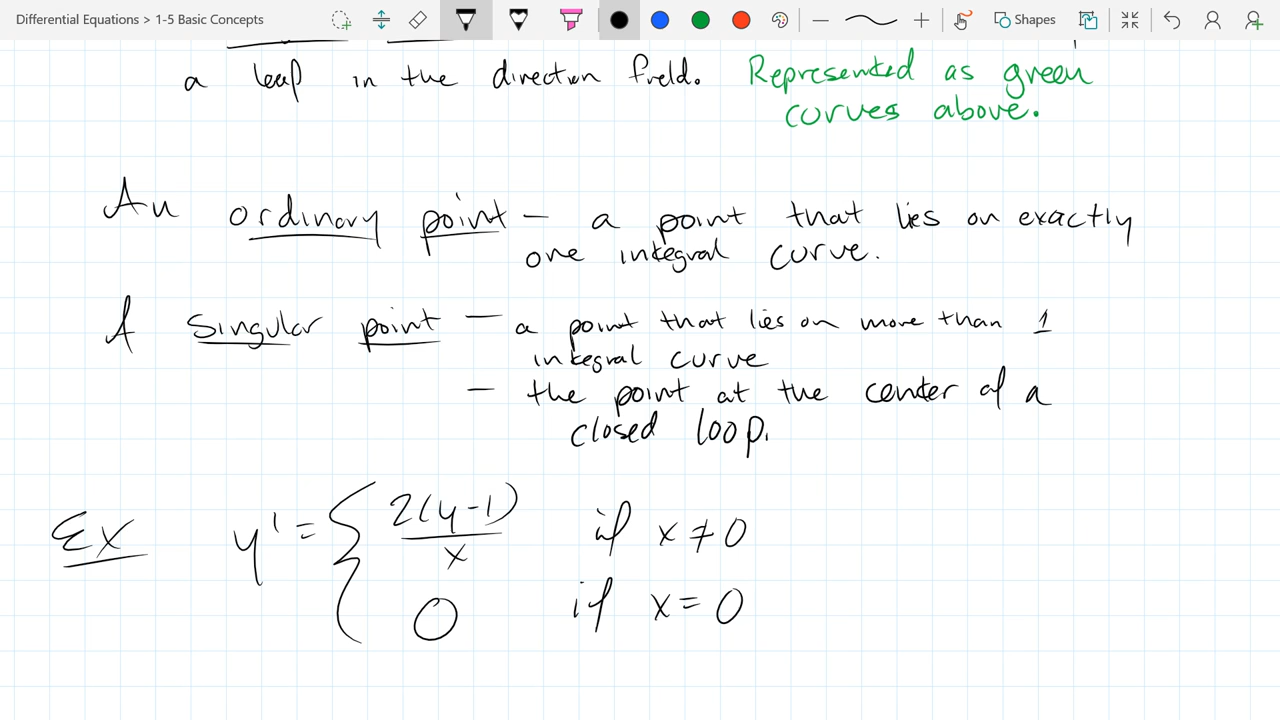 Differential Equations > 1-5 Basic Concepts
Shapes
a loop in the direction field. Represented as green
curves above.
An ordinary point – a point that lies on exactly
one integral curve.
A singular point – a point that lies on more than 1
integral curve
– the point at the center of a
closed loop.
Ex y' = { 2(y-1)/x if x ≠ 0
0 if x = 0